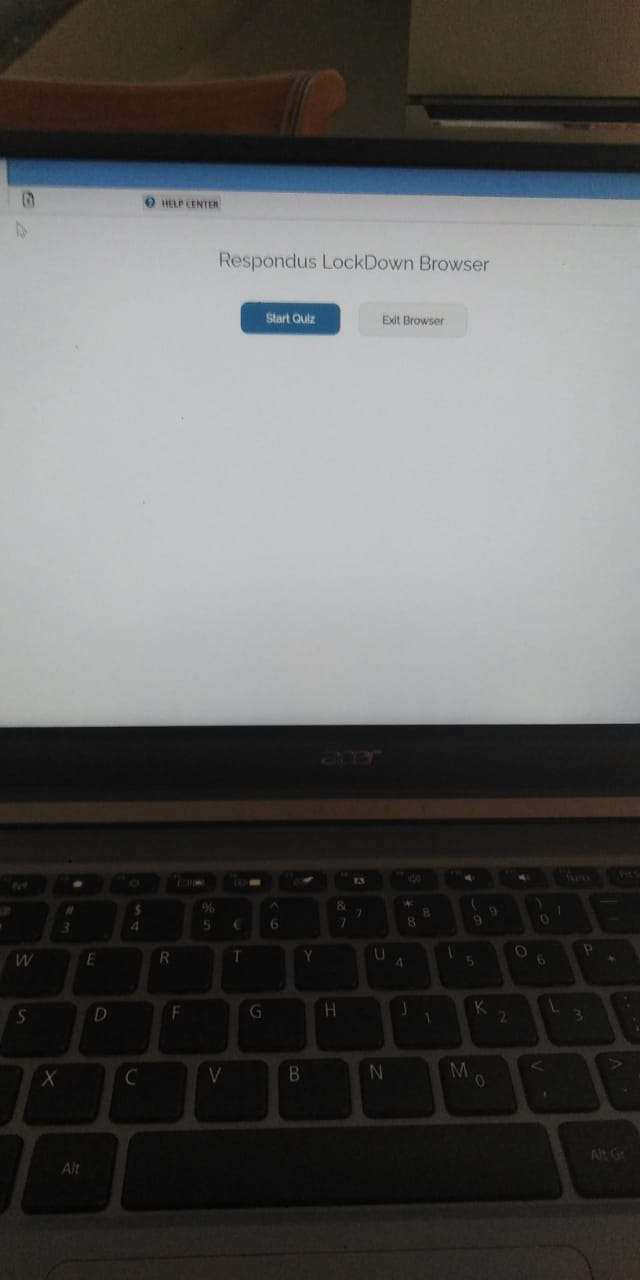 HELP CENTER
Respondus LockDown Browser
Start Quiz Exit Browser
acer
# $ % ^ & * ( )
3 4 5 € 6 7 7 8 8 9 9 0 /
W E R T Y U 4 I 5 O 6 P *
S D F G H J 1 K 2 L 3
X C V B N M 0 < , >
Alt Alt Gr